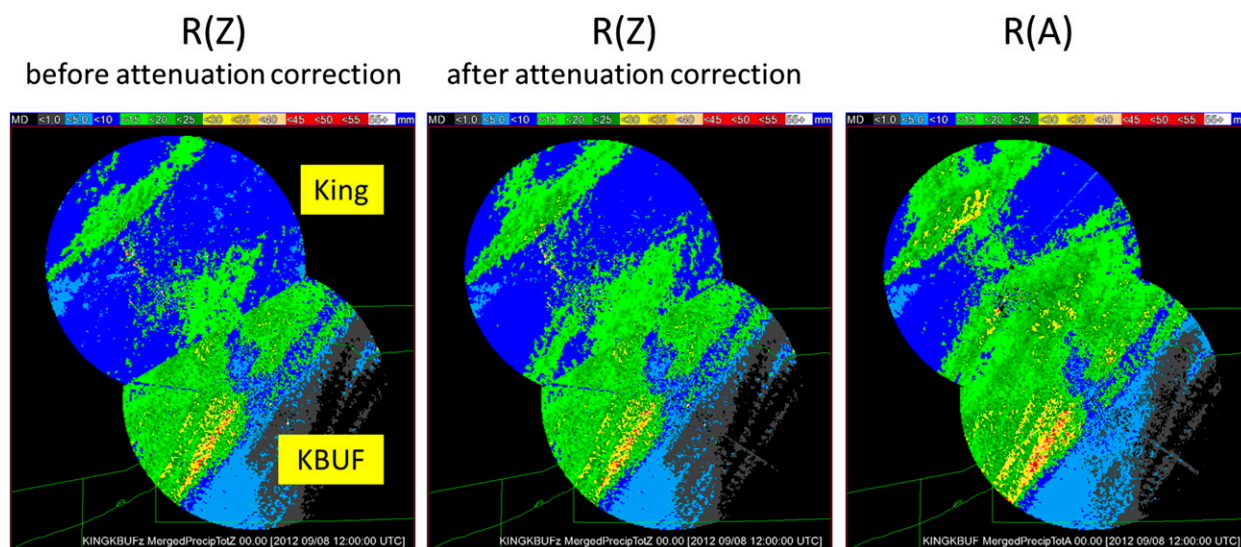 R(Z)
before attenuation correction
R(Z)
after attenuation correction
R(A)
MD <1.0 <5.0 <10 <15 <20 <25 <30 <35 <40 <45 <50 <55 55+ mm
MD <1.0 <5.0 <10 <15 <20 <25 <30 <35 <40 <45 <50 <55 55+ mm
MD <1.0 <5.0 <10 <15 <20 <25 <30 <35 <40 <45 <50 <55 55+ mm
King
KBUF
KINGKBUFz MergedPrecipTotZ 00.00 [2012 09/08 12:00:00 UTC]
KINGKBUFz MergedPrecipTotZ 00.00 [2012 09/08 12:00:00 UTC]
KINGKBUF MergedPrecipTotA 00.00 [2012 09/08 12:00:00 UTC]